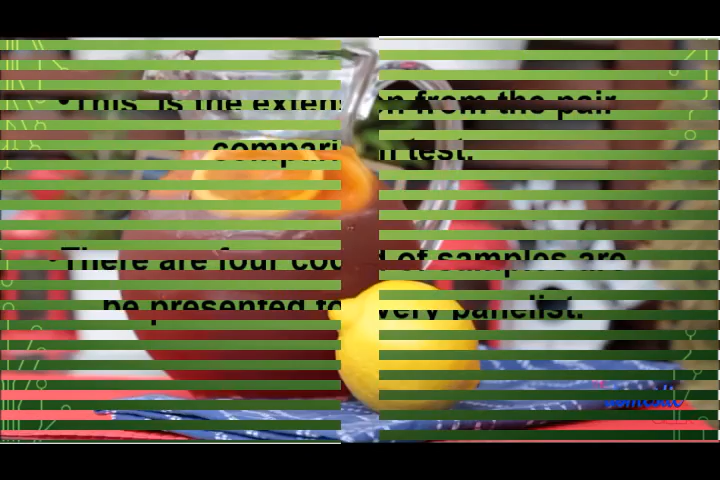 •This is the extension from the pair
comparison test.
•There are four of samples are
be presented to every panelist.